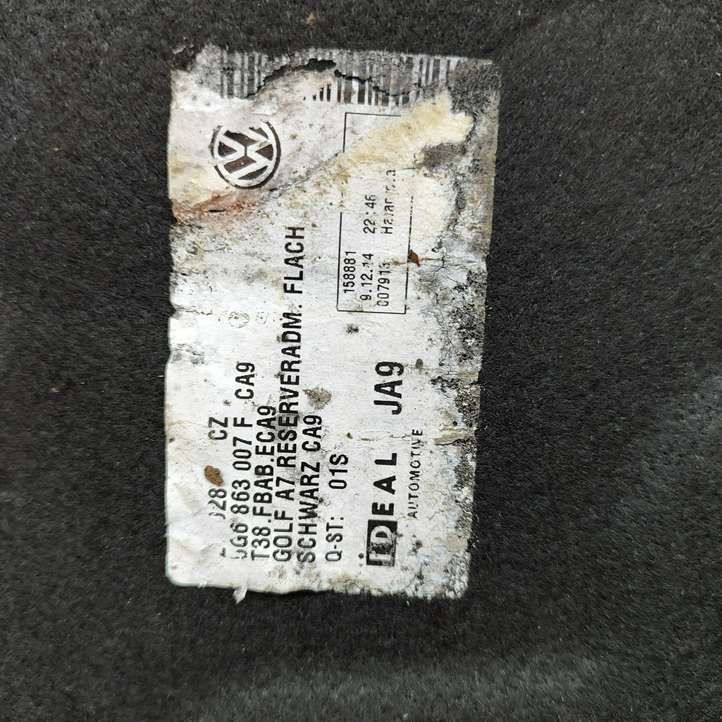 CZ
5G6 863 007 F CA9
T38.FBAB.ECA9
GOLF A7 RESERVERADM. FLACH
SCHWARZ CA9
Q-ST: 01S
158881
9.12.14 22:46
IDEAL JA9
AUTOMOTIVE